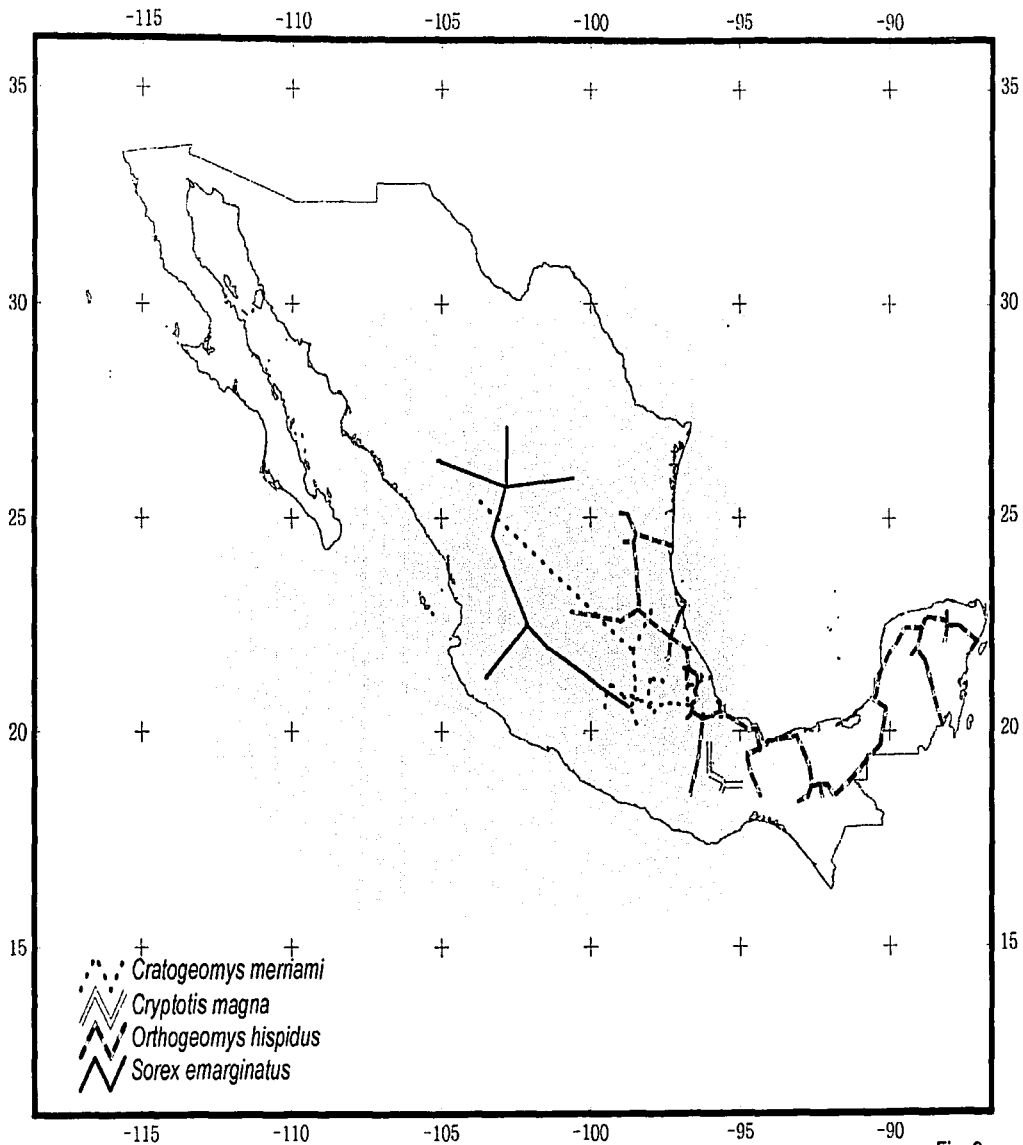 -115 -110 -105 -100 -95 -90
35 35
30 30
25 25
20 20
15 15
Cratogeomys merriami
Cryptotis magna
Orthogeomys hispidus
Sorex emarginatus
-115 -110 -105 -100 -95 -90